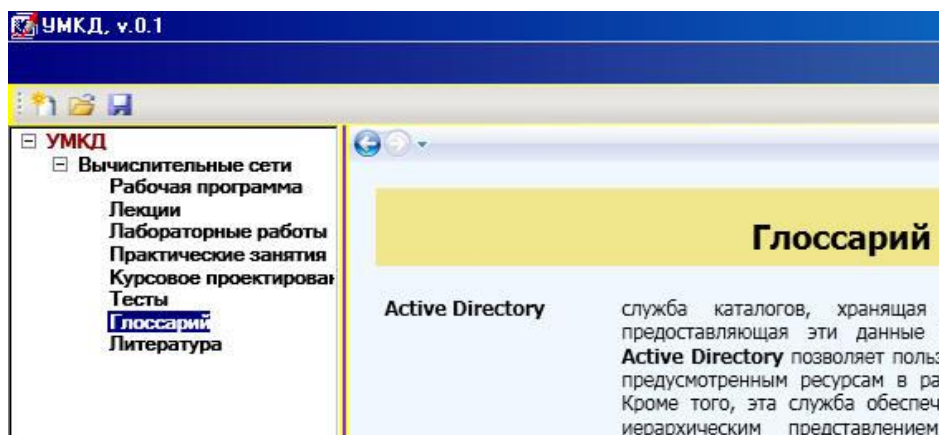 УМКД, v.0.1
УМКД
Вычислительные сети
Рабочая программа
Лекции
Лабораторные работы
Практические занятия
Курсовое проектирован
Тесты
Глоссарий
Литература
Глоссарий
Active Directory
служба каталогов, хранящая
предоставляющая эти данные
Active Directory позволяет польз
предусмотренным ресурсам в ра
Кроме того, эта служба обеспеч
иерархическим представлением